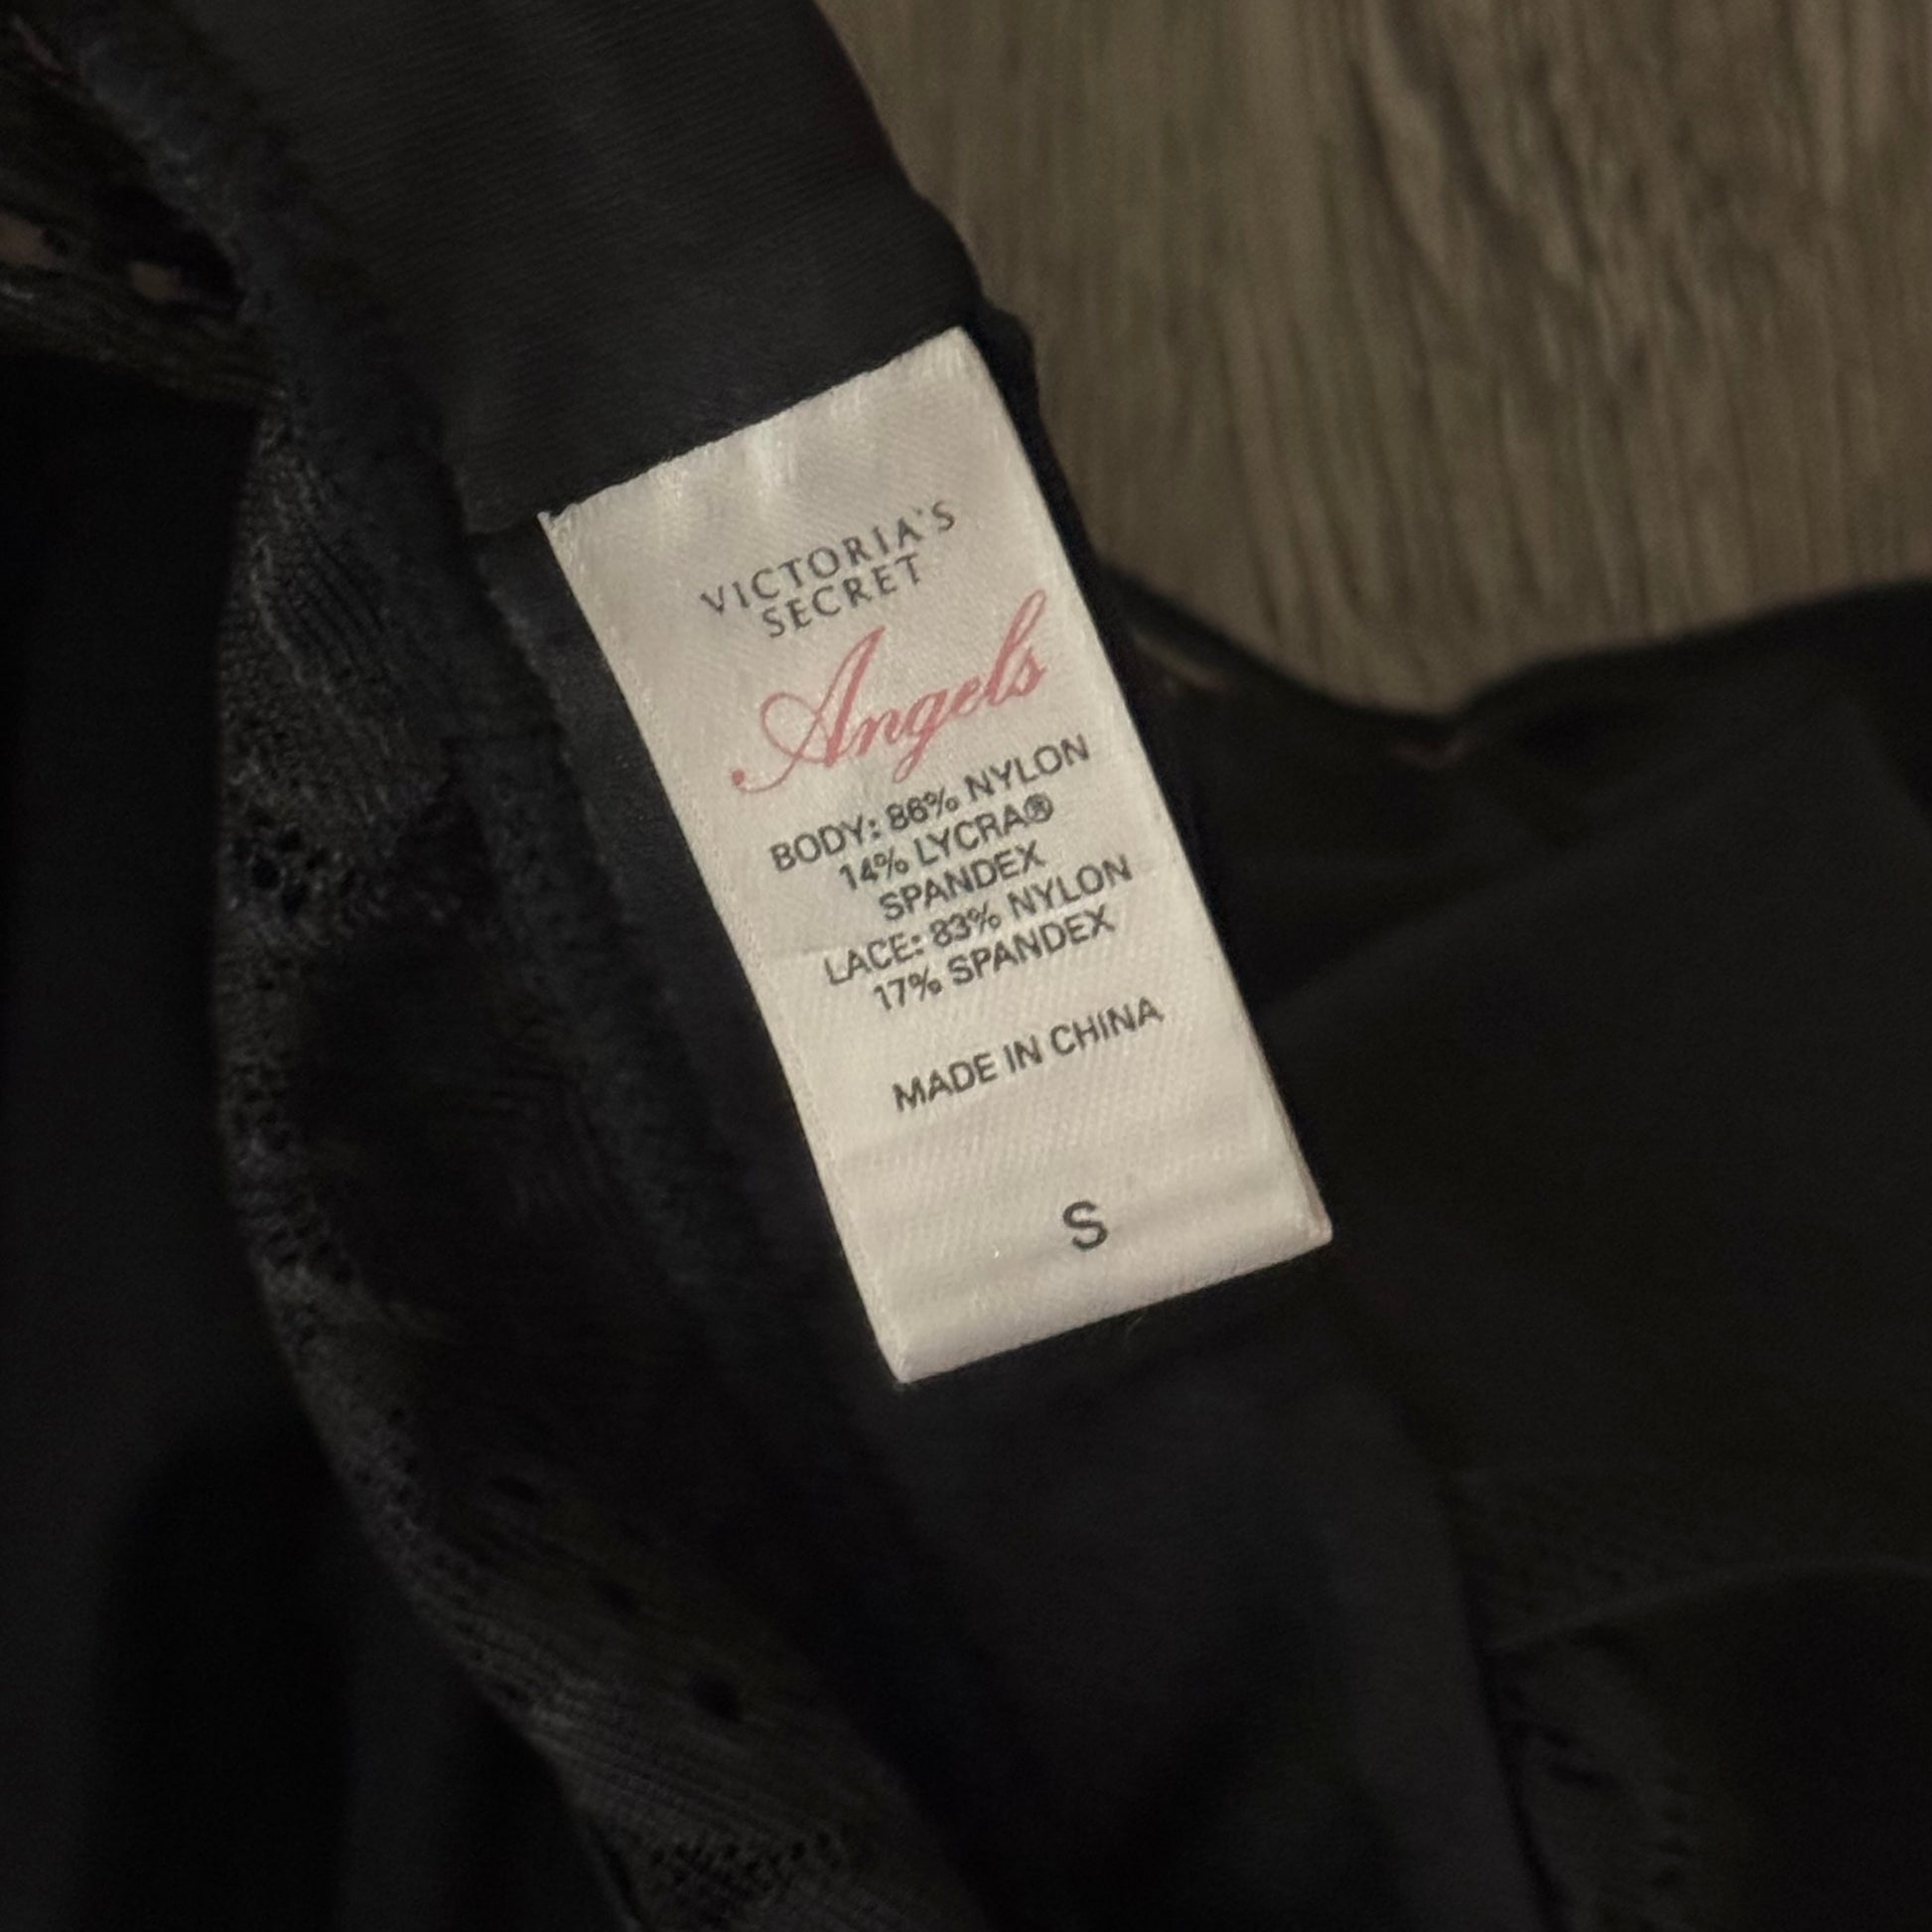 VICTORIA'S
SECRET
Angels
BODY: 86% NYLON
14% LYCRA®
SPANDEX
LACE: 83% NYLON
17% SPANDEX
MADE IN CHINA
S